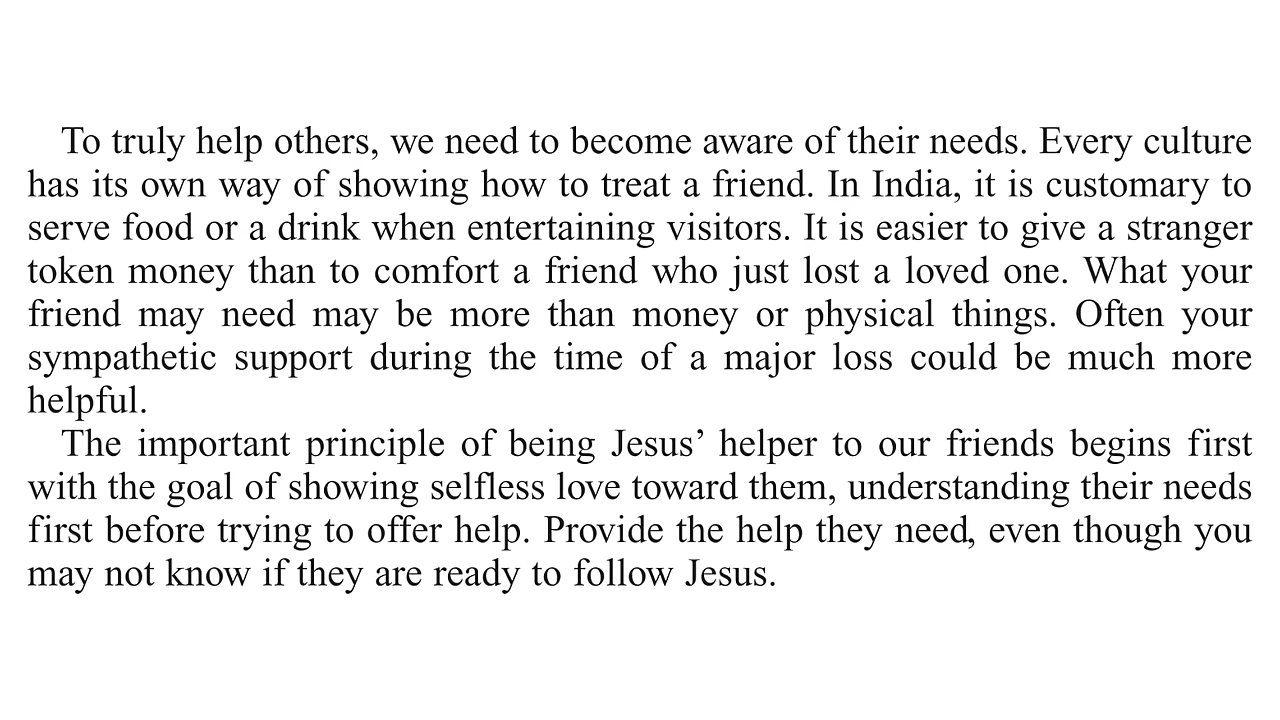 To truly help others, we need to become aware of their needs. Every culture
has its own way of showing how to treat a friend. In India, it is customary to
serve food or a drink when entertaining visitors. It is easier to give a stranger
token money than to comfort a friend who just lost a loved one. What your
friend may need may be more than money or physical things. Often your
sympathetic support during the time of a major loss could be much more
helpful.
The important principle of being Jesus’ helper to our friends begins first
with the goal of showing selfless love toward them, understanding their needs
first before trying to offer help. Provide the help they need, even though you
may not know if they are ready to follow Jesus.